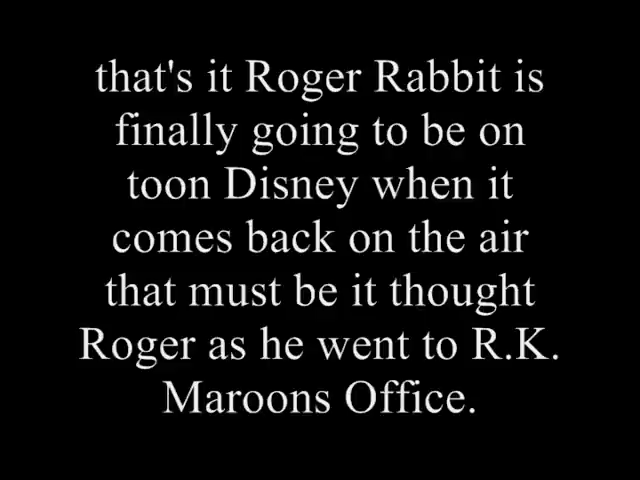 that's it Roger Rabbit is
finally going to be on
toon Disney when it
comes back on the air
that must be it thought
Roger as he went to R.K.
Maroons Office.